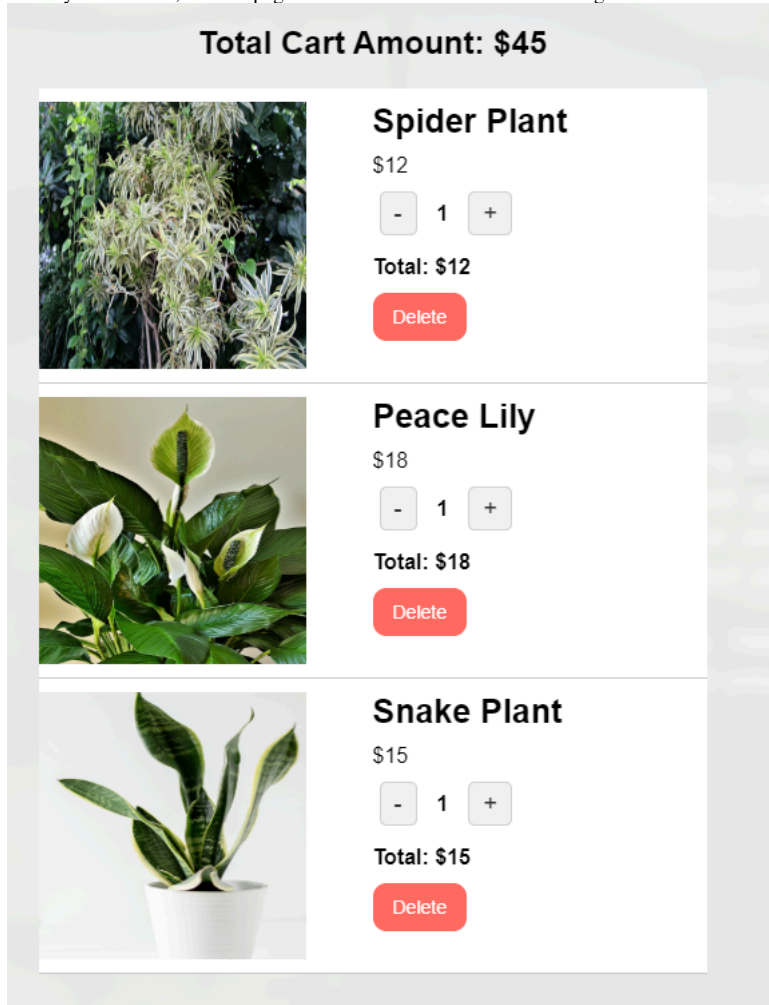 Total Cart Amount: $45
Spider Plant
$12
- 1 +
Total: $12
Delete
Peace Lily
$18
- 1 +
Total: $18
Delete
Snake Plant
$15
- 1 +
Total: $15
Delete